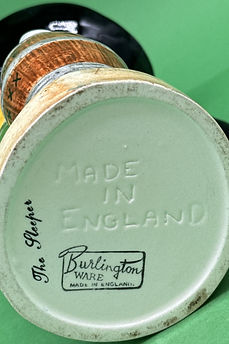 MADE
IN
ENGLAND
The Sleeper
Burlington
WARE
MADE IN ENGLAND.